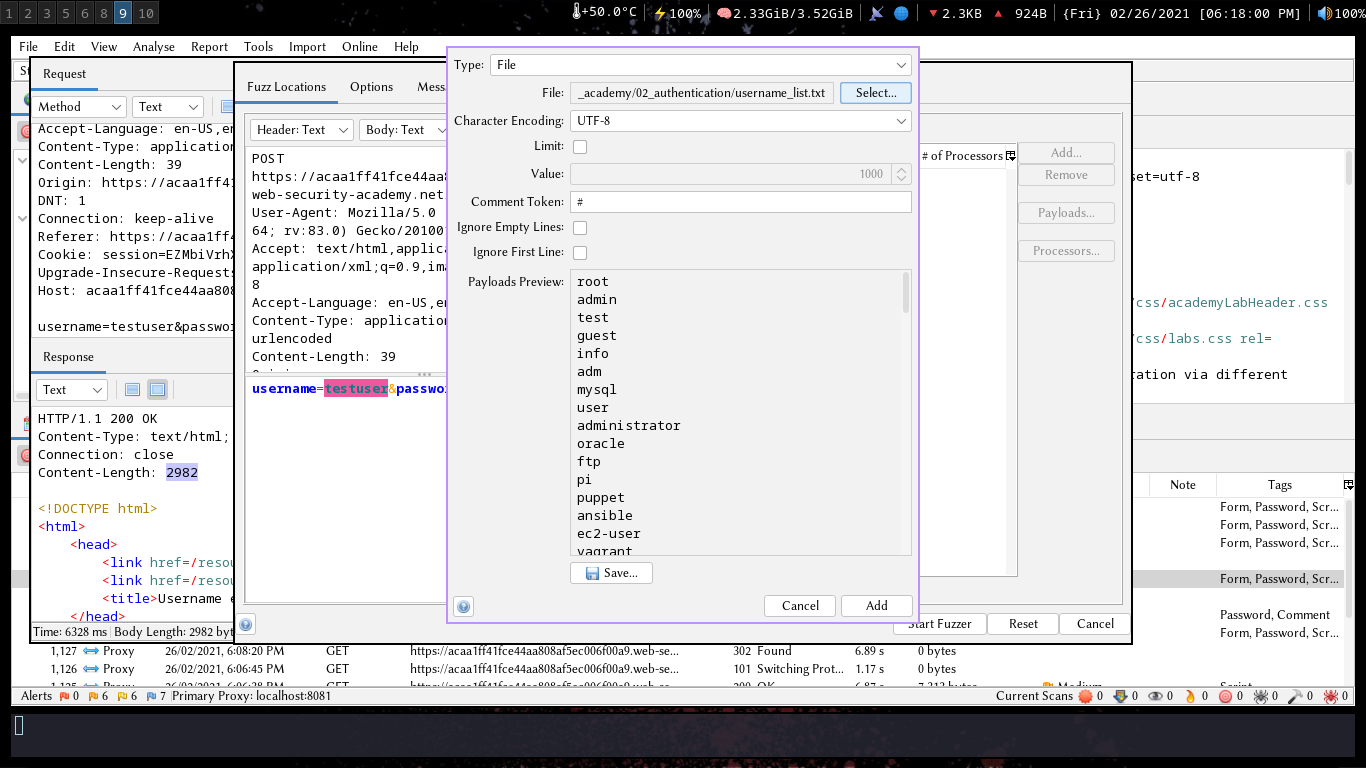 1 2 3 5 6 8 9 10
+50.0°C 100% 2.33GiB/3.52GiB 2.3KB 924B {Fri} 02/26/2021 [06:18:00 PM] 100%
File Edit View Analyse Report Tools Import Online Help
Request
Method Text
Accept-Language: en-US,en
Content-Type: application
Content-Length: 39
Origin: https://acaa1ff41
DNT: 1
Connection: keep-alive
Referer: https://acaa1ff4
Cookie: session=EZMbiVrhX
Upgrade-Insecure-Requests
Host: acaa1ff41fce44aa808
username=testuser&passwor
Response
Text
HTTP/1.1 200 OK
Content-Type: text/html;
Connection: close
Content-Length: 2982
<!DOCTYPE html>
<html>
<head>
<link href=/resou
<link href=/resou
<title>Username e
</head>
Time: 6328 ms Body Length: 2982 byt
Fuzz Locations Options Mess
Header: Text Body: Text
POST
https://acaa1ff41fce44aa8
web-security-academy.net
User-Agent: Mozilla/5.0
64; rv:83.0) Gecko/20100
Accept: text/html,applica
application/xml;q=0.9,ima
8
Accept-Language: en-US,en
Content-Type: application
urlencoded
Content-Length: 39
username=testuser&passwor
Type: File
File: _academy/02_authentication/username_list.txt Select...
Character Encoding: UTF-8
Limit:
Value: 1000
Comment Token: #
Ignore Empty Lines:
Ignore First Line:
Payloads Preview:
root
admin
test
guest
info
adm
mysql
user
administrator
oracle
ftp
pi
puppet
ansible
ec2-user
vagrant
Save...
Cancel Add
# of Processors
Add...
Remove
Payloads...
Processors...
Start Fuzzer Reset Cancel
set=utf-8
/css/academyLabHeader.css
/css/labs.css rel=
ration via different
Note Tags
Form, Password, Scr...
Form, Password, Scr...
Form, Password, Scr...
Form, Password, Scr...
Password, Comment
Form, Password, Scr...
1,127 Proxy 26/02/2021, 6:08:20 PM GET https://acaa1ff41fce44aa808af5ec006f00a9.web-se... 302 Found 6.89 s 0 bytes
1,126 Proxy 26/02/2021, 6:06:45 PM GET https://acaa1ff41fce44aa808af5ec006f00a9.web-se... 101 Switching Prot... 1.17 s 0 bytes
Alerts 0 6 6 7 Primary Proxy: localhost:8081 Current Scans 0 0 0 0 0 0 0 0